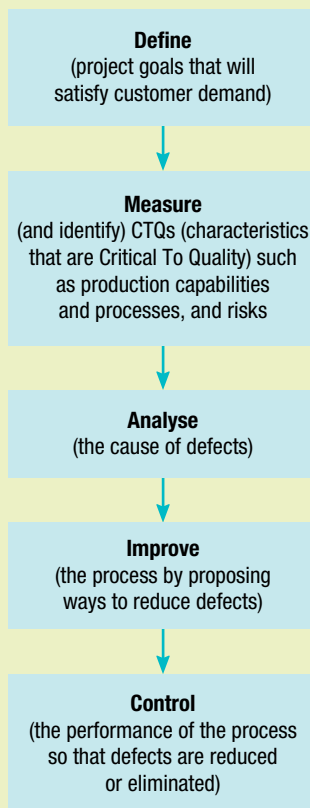 Define
(project goals that will
satisfy customer demand)
Measure
(and identify) CTQs (characteristics
that are Critical To Quality) such
as production capabilities
and processes, and risks
Analyse
(the cause of defects)
Improve
(the process by proposing
ways to reduce defects)
Control
(the performance of the process
so that defects are reduced
or eliminated)